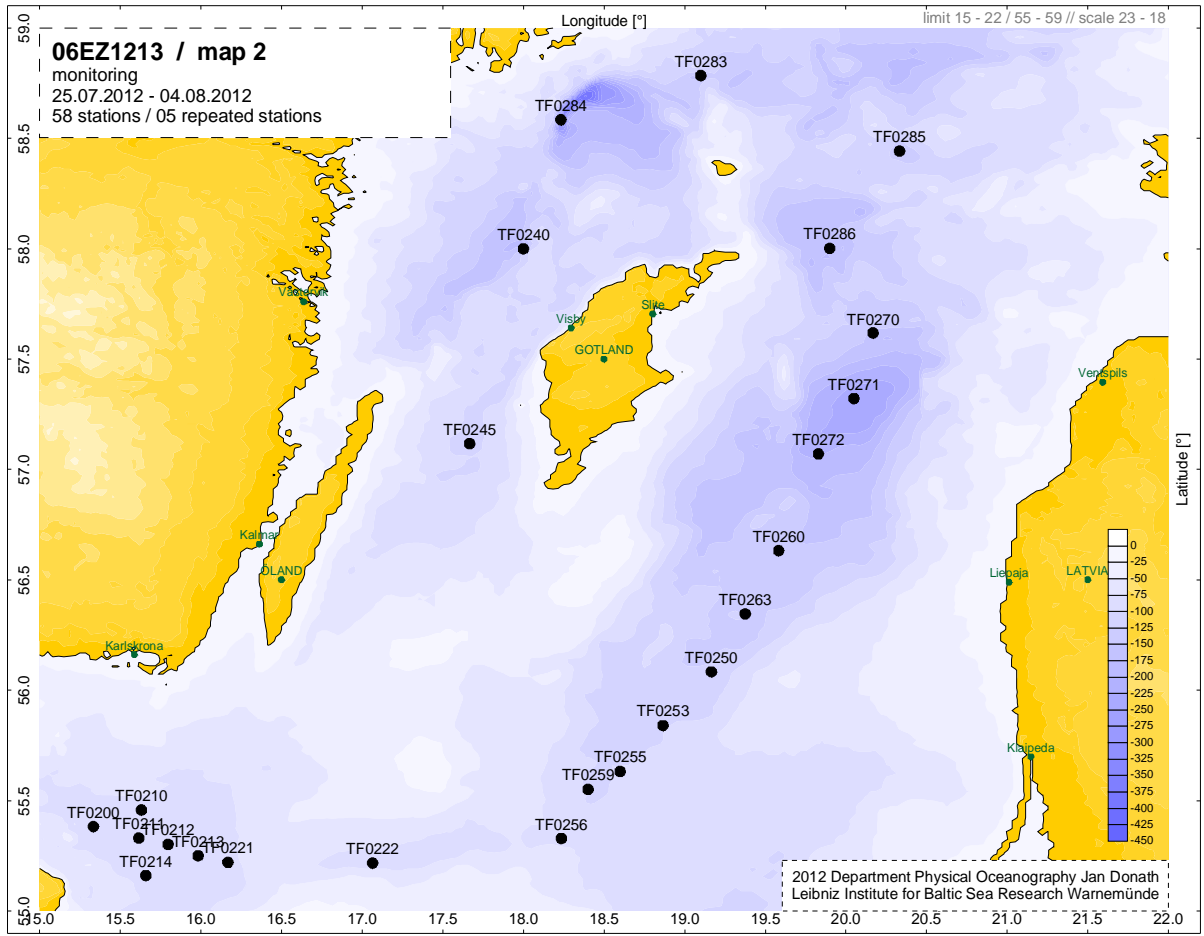 Longitude [°]
limit 15 - 22 / 55 - 59 // scale 23 - 18
06EZ1213 / map 2
monitoring
25.07.2012 - 04.08.2012
58 stations / 05 repeated stations
59.0
58.5
58.0
57.5
57.0
56.5
56.0
55.5
55.0
TF0283
TF0284
TF0285
TF0240
TF0286
Västervik
Slite
Visby
TF0270
GOTLAND
Ventspils
TF0271
TF0245
TF0272
Latitude [°]
Kalmar
TF0260
ÖLAND
Liepaja
LATVIA
TF0263
Karlskrona
TF0250
TF0253
Klaipeda
TF0255
TF0259
TF0210
TF0200
TF0211
TF0212
TF0256
TF0213
TF0221
TF0222
TF0214
0
-25
-50
-75
-100
-125
-150
-175
-200
-225
-250
-275
-300
-325
-350
-375
-400
-425
-450
2012 Department Physical Oceanography Jan Donath
Leibniz Institute for Baltic Sea Research Warnemünde
15.0 15.5 16.0 16.5 17.0 17.5 18.0 18.5 19.0 19.5 20.0 20.5 21.0 21.5 22.0